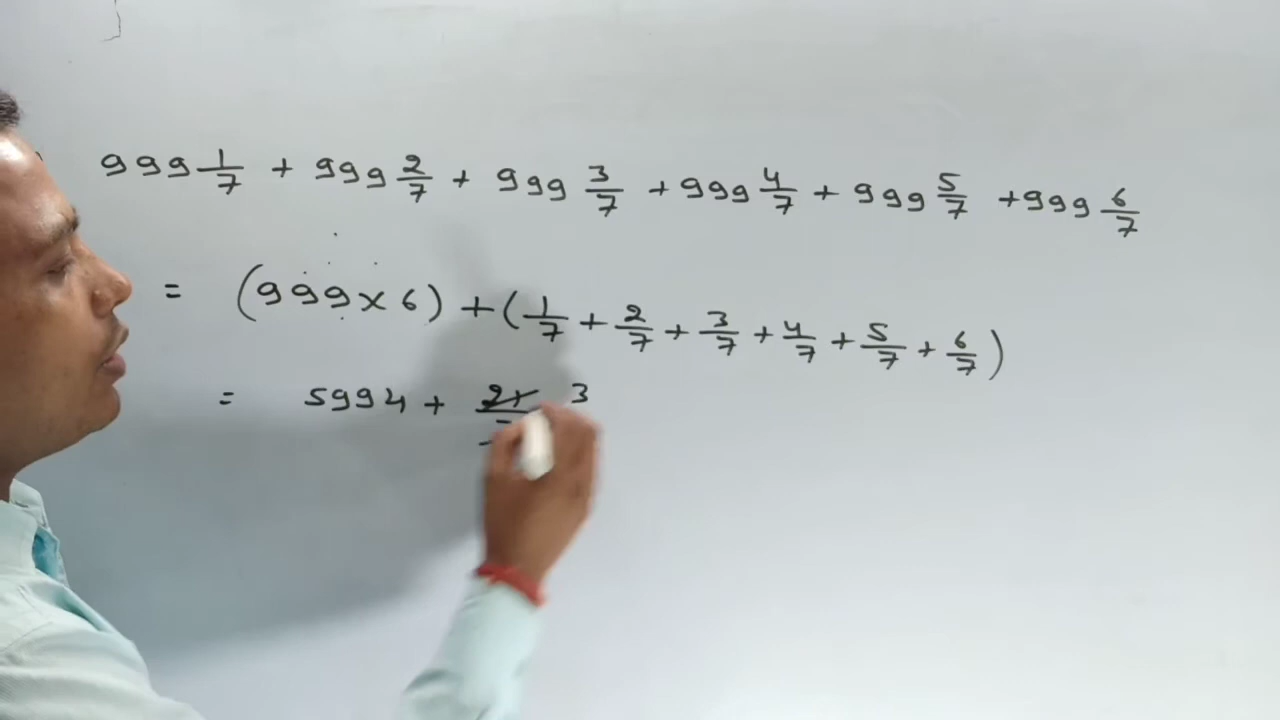 999 1/7 + 999 2/7 + 999 3/7 + 999 4/7 + 999 5/7 + 999 6/7
= (999 × 6) + (1/7 + 2/7 + 3/7 + 4/7 + 5/7 + 6/7)
= 5994 + 21/7 3